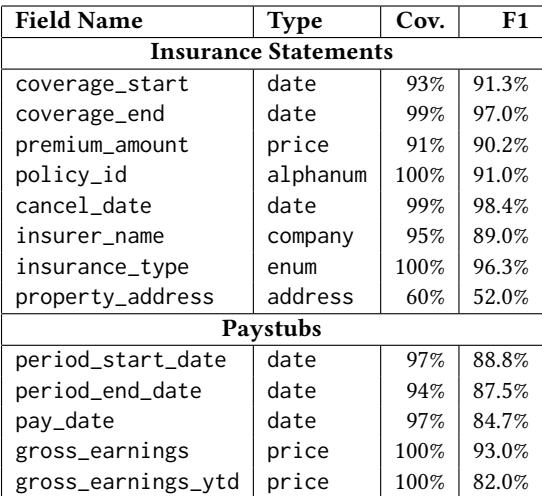 Field Name Type Cov. F1
Insurance Statements
coverage_start date 93% 91.3%
coverage_end date 99% 97.0%
premium_amount price 91% 90.2%
policy_id alphanum 100% 91.0%
cancel_date date 99% 98.4%
insurer_name company 95% 89.0%
insurance_type enum 100% 96.3%
property_address address 60% 52.0%
Paystubs
period_start_date date 97% 88.8%
period_end_date date 94% 87.5%
pay_date date 97% 84.7%
gross_earnings price 100% 93.0%
gross_earnings_ytd price 100% 82.0%